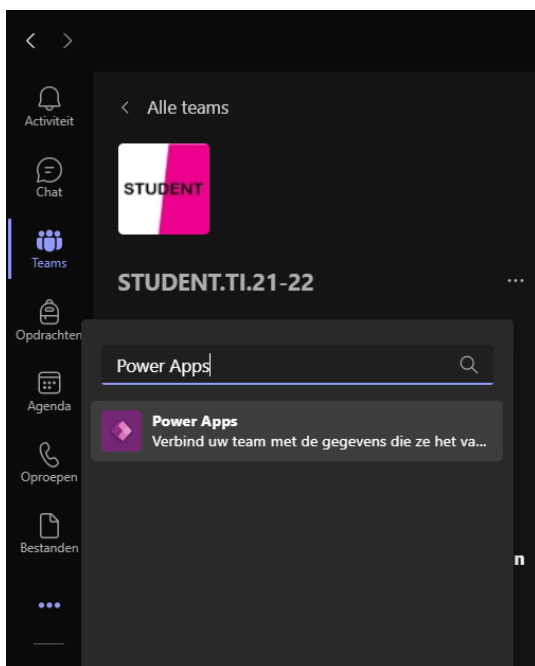 Activiteit
Chat
Teams
Opdrachten
Agenda
Oproepen
Bestanden
Alle teams
STUDENT
STUDENT.TI.21-22
Power Apps
Power Apps
Verbind uw team met de gegevens die ze het va...
n